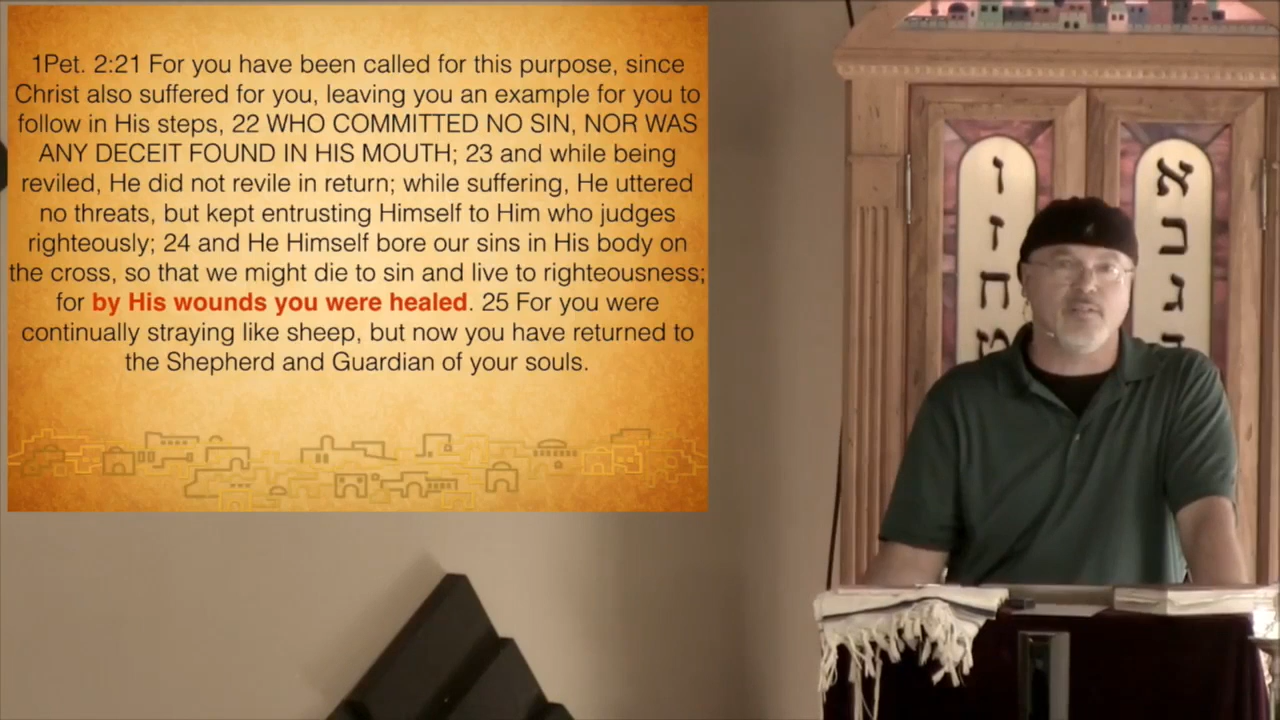 1Pet. 2:21 For you have been called for this purpose, since
Christ also suffered for you, leaving you an example for you to
follow in His steps, 22 WHO COMMITTED NO SIN, NOR WAS
ANY DECEIT FOUND IN HIS MOUTH; 23 and while being
reviled, He did not revile in return; while suffering, He uttered
no threats, but kept entrusting Himself to Him who judges
righteously; 24 and He Himself bore our sins in His body on
the cross, so that we might die to sin and live to righteousness;
for by His wounds you were healed. 25 For you were
continually straying like sheep, but now you have returned to
the Shepherd and Guardian of your souls.
א
ב
ג
ו
ז
ח
ט